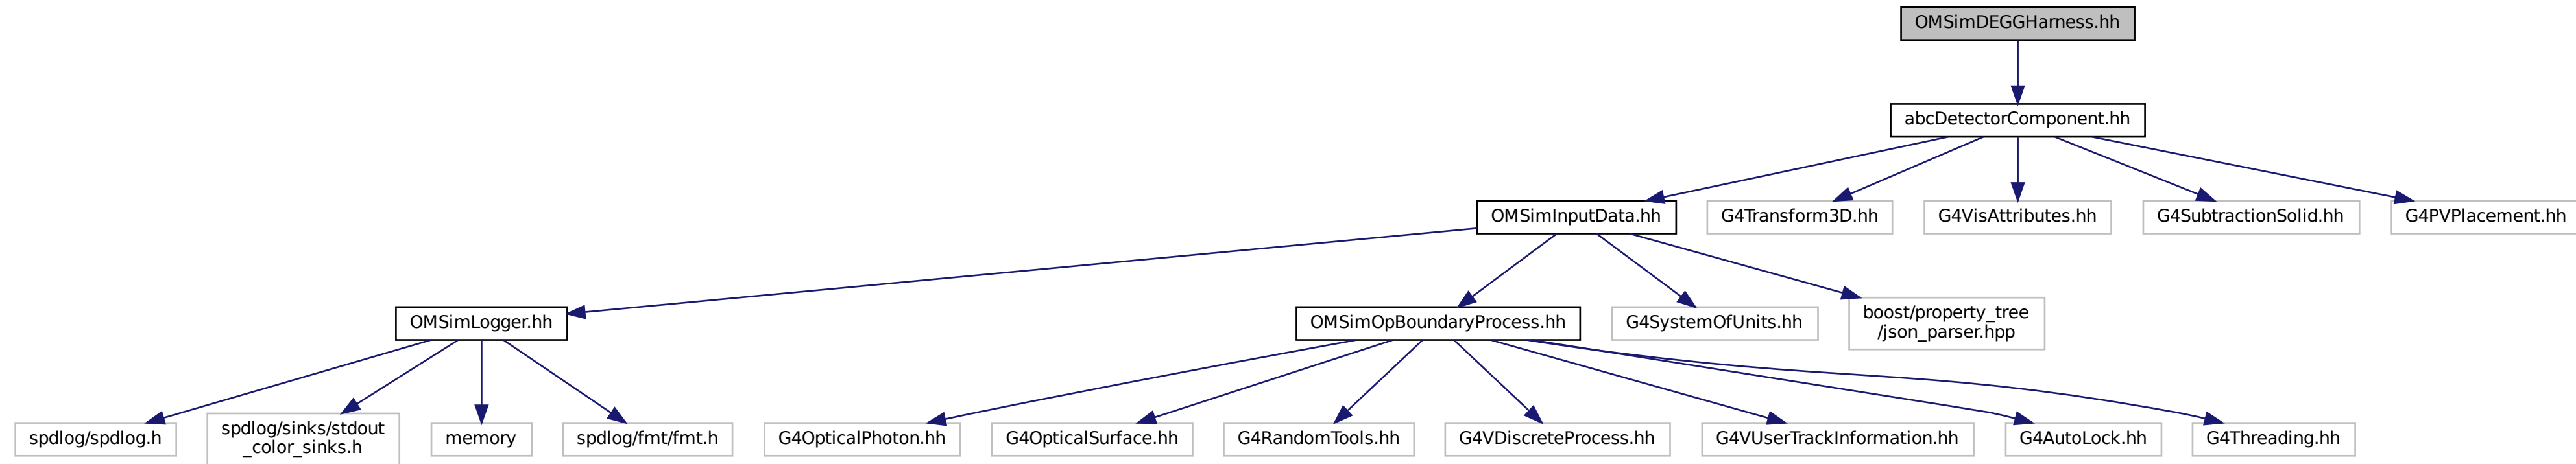 OMSimDEGGHarness.hh
abcDetectorComponent.hh
OMSimInputData.hh
G4Transform3D.hh
G4VisAttributes.hh
G4SubtractionSolid.hh
G4PVPlacement.hh
OMSimLogger.hh
OMSimOpBoundaryProcess.hh
G4SystemOfUnits.hh
boost/property_tree
/json_parser.hpp
spdlog/spdlog.h
spdlog/sinks/stdout
_color_sinks.h
memory
spdlog/fmt/fmt.h
G4OpticalPhoton.hh
G4OpticalSurface.hh
G4RandomTools.hh
G4VDiscreteProcess.hh
G4VUserTrackInformation.hh
G4AutoLock.hh
G4Threading.hh